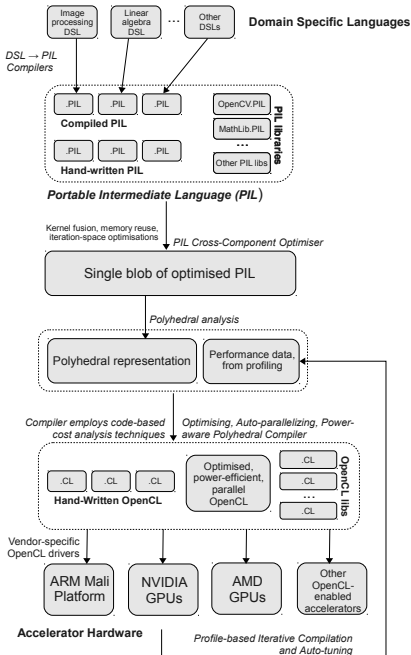 Image
processing
DSL
Linear
algebra
DSL
...
Other
DSLs
Domain Specific Languages
DSL → PIL
Compilers
.PIL
.PIL
.PIL
Compiled PIL
.PIL
.PIL
.PIL
Hand-written PIL
OpenCV.PIL
MathLib.PIL
...
Other PIL libs
PIL libraries
Portable Intermediate Language (PIL)
Kernel fusion, memory reuse,
iteration-space optimisations
PIL Cross-Component Optimiser
Single blob of optimised PIL
Polyhedral analysis
Polyhedral representation
Performance data,
from profiling
Compiler employs code-based
cost analysis techniques
Optimising, Auto-parallelizing, Power-
aware Polyhedral Compiler
.CL
.CL
.CL
Hand-Written OpenCL
Optimised,
power-efficient,
parallel
OpenCL
.CL
.CL
...
.CL
OpenCL libs
Vendor-specific
OpenCL drivers
ARM Mali
Platform
NVIDIA
GPUs
AMD
GPUs
Other
OpenCL-
enabled
accelerators
Accelerator Hardware
Profile-based Iterative Compilation
and Auto-tuning